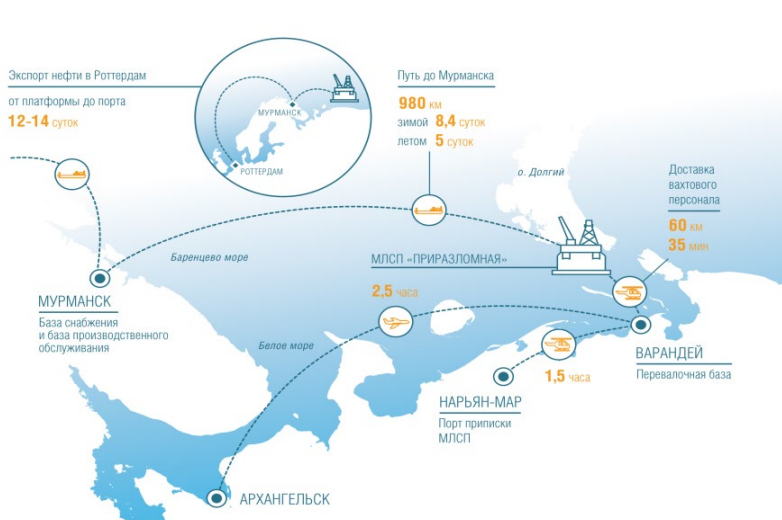 Экспорт нефти в Роттердам
от платформы до порта
12-14 суток
МУРМАНСК
РОТТЕРДАМ
Путь до Мурманска
980 км
зимой 8,4 суток
летом 5 суток
о. Долгий
Доставка
вахтового
персонала
60 км
35 мин
Баренцево море
МЛСП «ПРИРАЗЛОМНАЯ»
МУРМАНСК
База снабжения
и база производственного
обслуживания
2,5 часа
Белое море
ВАРАНДЕЙ
Перевалочная база
1,5 часа
НАРЬЯН-МАР
Порт приписки
МЛСП
АРХАНГЕЛЬСК